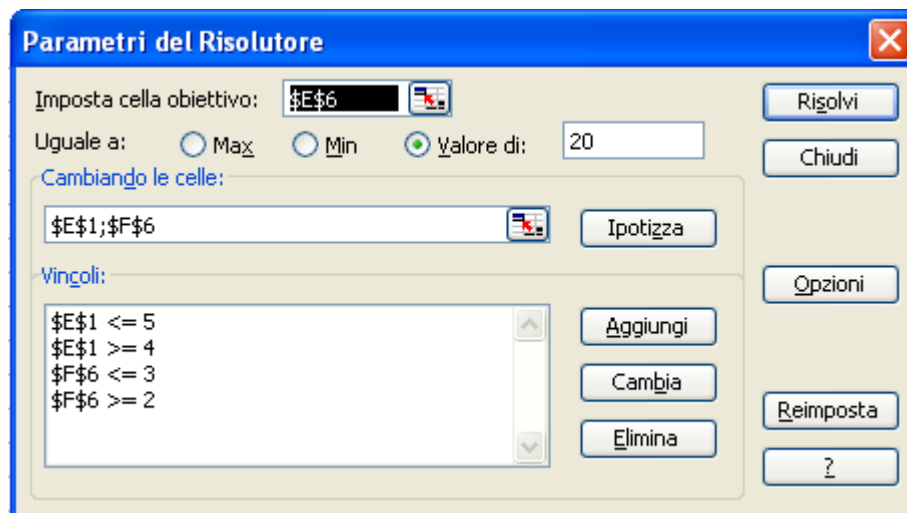 Parametri del Risolutore
Imposta cella obiettivo: $E$6
Risolvi
Uguale a: Max Min Valore di: 20
Chiudi
Cambiando le celle:
$E$1;$F$6
Ipotizza
Vincoli:
Opzioni
$E$1 <= 5
$E$1 >= 4
$F$6 <= 3
$F$6 >= 2
Aggiungi
Cambia
Elimina
Reimposta
?